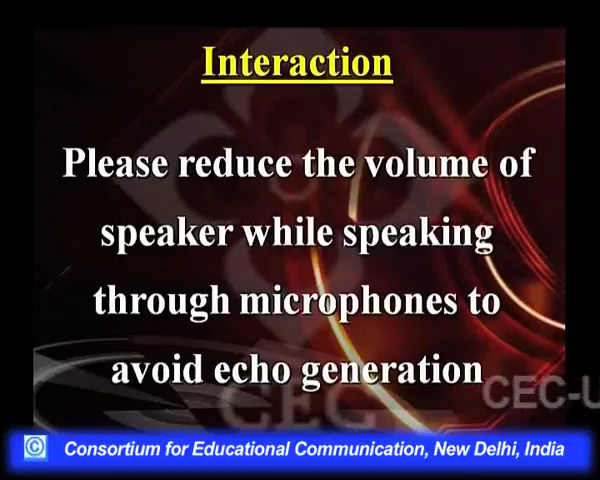 Interaction
Please reduce the volume of
speaker while speaking
through microphones to
avoid echo generation
CEC-U
CEC
© Consortium for Educational Communication, New Delhi, India